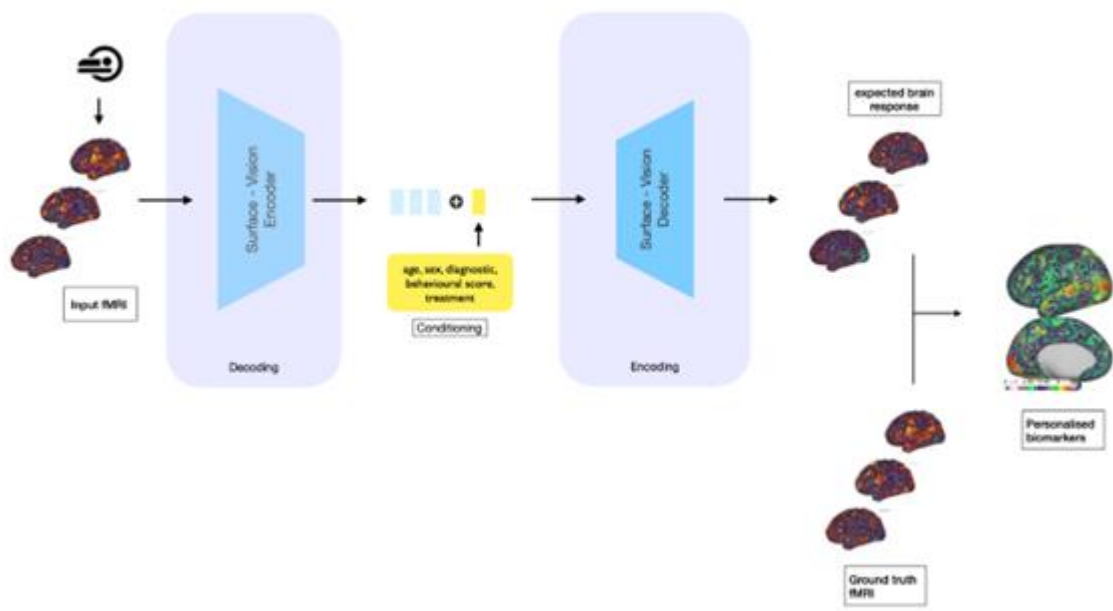 Input fMRI
Surface - Vision
Encoder
Decoding
age, sex, diagnostic,
behavioural score,
treatment
Conditioning
Surface - Vision
Decoder
Encoding
expected brain
response
Ground truth
fMRI
Personalised
biomarkers